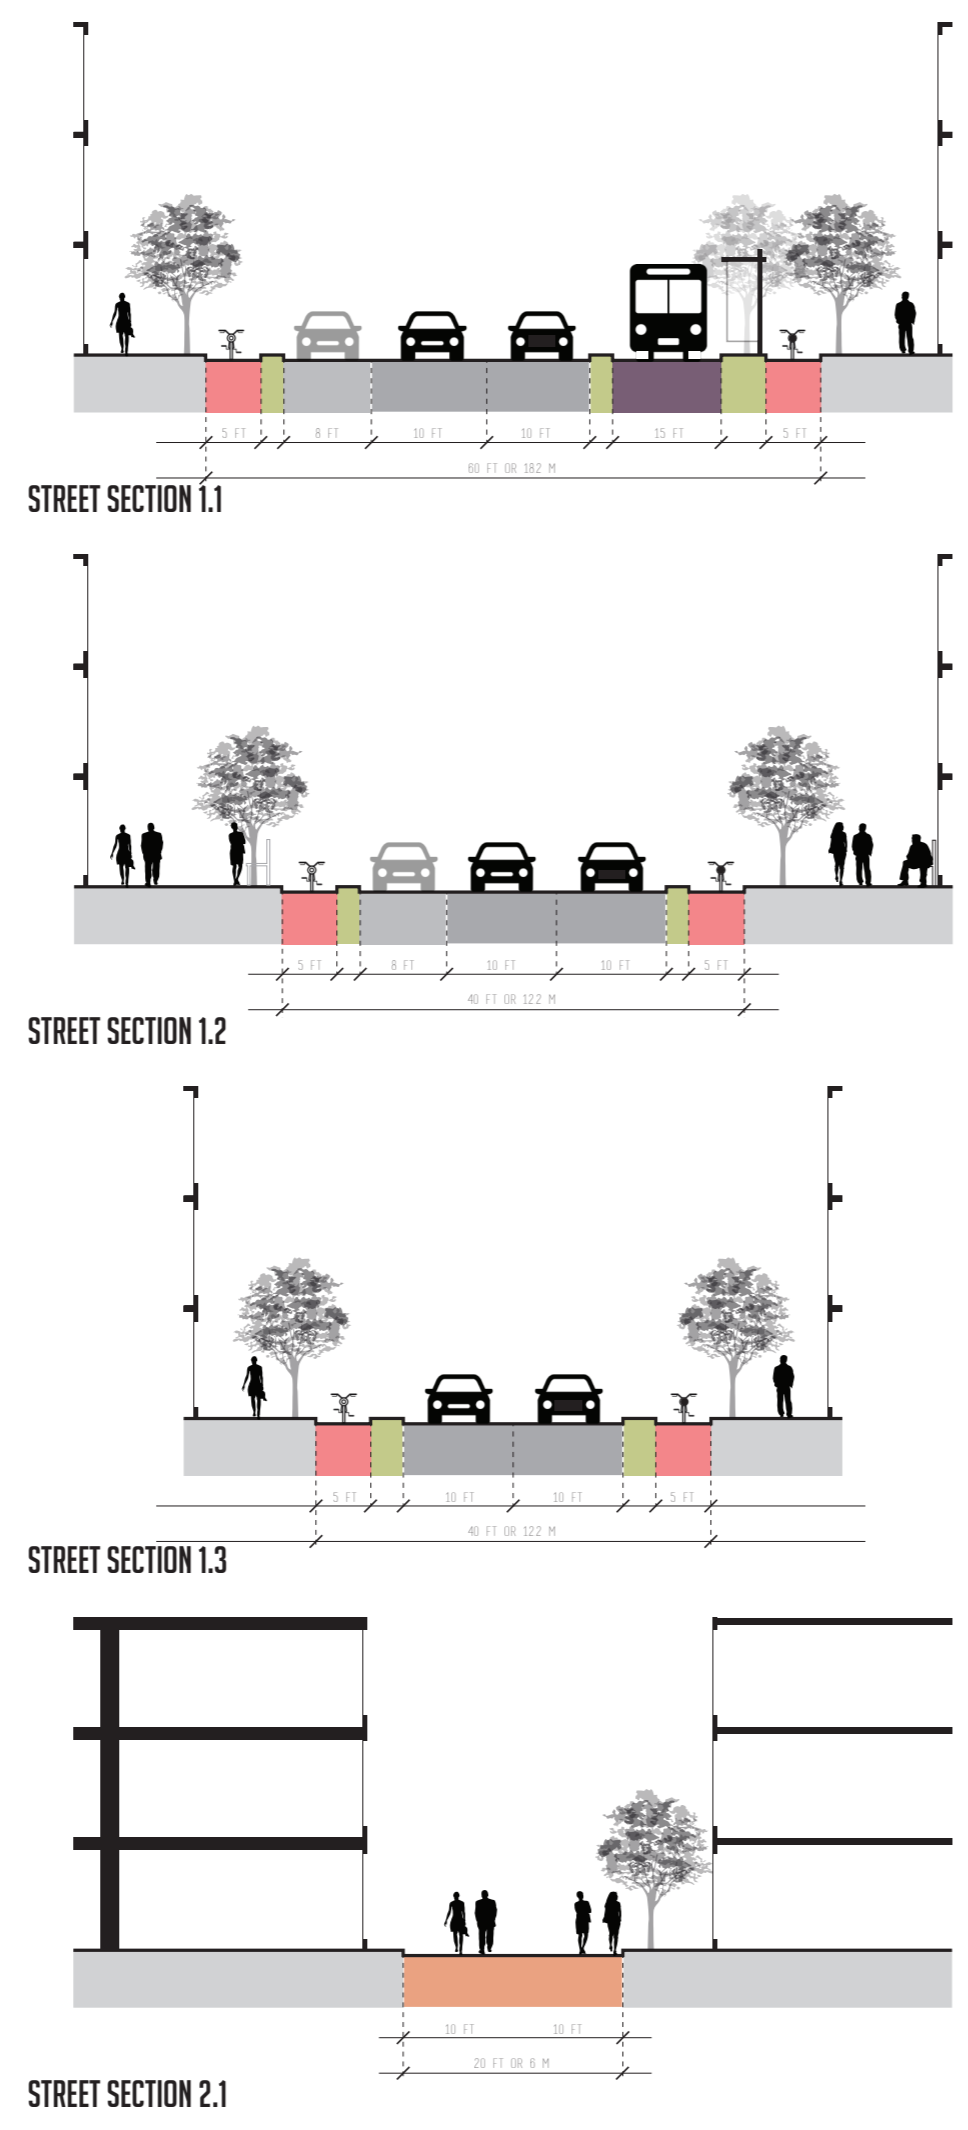 5 FT 8 FT 10 FT 10 FT 15 FT 5 FT
60 FT OR 182 M
STREET SECTION 1.1
5 FT 8 FT 10 FT 10 FT 5 FT
40 FT OR 122 M
STREET SECTION 1.2
5 FT 10 FT 10 FT 5 FT
40 FT OR 122 M
STREET SECTION 1.3
10 FT 10 FT
20 FT OR 6 M
STREET SECTION 2.1